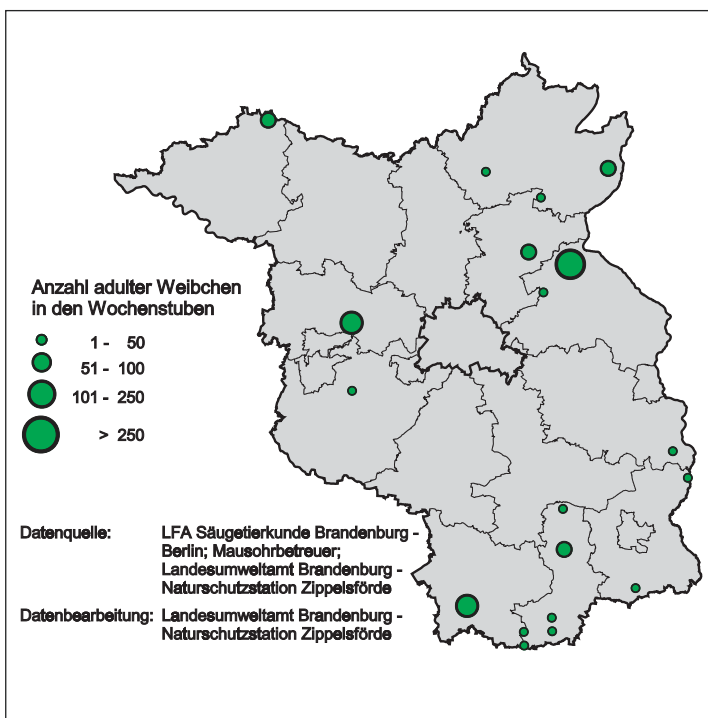 Anzahl adulter Weibchen
in den Wochenstuben
1 - 50
51 - 100
101 - 250
> 250
Datenquelle: LFA Säugetierkunde Brandenburg -
Berlin; Mausohrbetreuer;
Landesumweltamt Brandenburg -
Naturschutzstation Zippelsförde
Datenbearbeitung: Landesumweltamt Brandenburg -
Naturschutzstation Zippelsförde